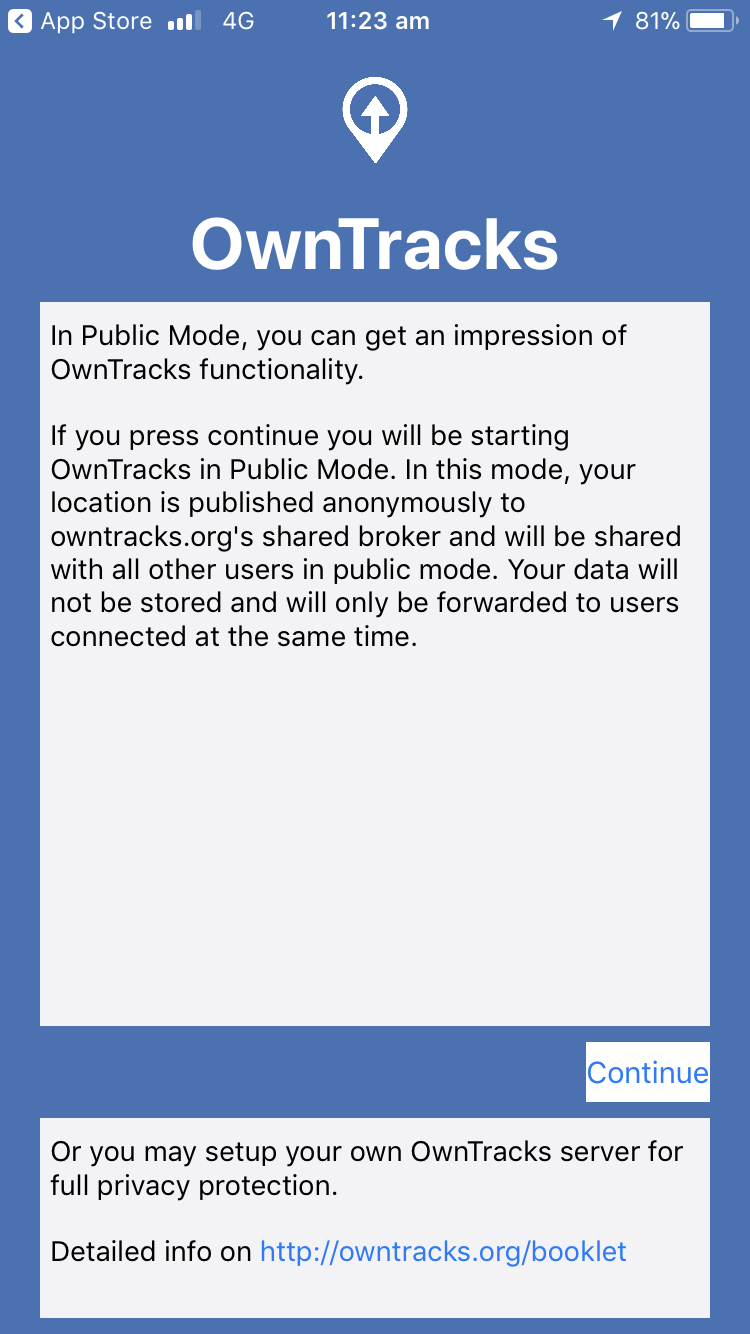 App Store 4G 11:23 am 81%
OwnTracks
In Public Mode, you can get an impression of
OwnTracks functionality.
If you press continue you will be starting
OwnTracks in Public Mode. In this mode, your
location is published anonymously to
owntracks.org's shared broker and will be shared
with all other users in public mode. Your data will
not be stored and will only be forwarded to users
connected at the same time.
Continue
Or you may setup your own OwnTracks server for
full privacy protection.
Detailed info on http://owntracks.org/booklet